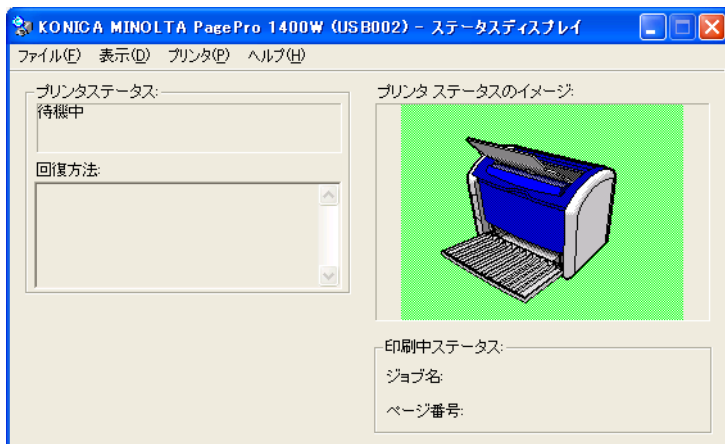 KONICA MINOLTA PagePro 1400W (USB002) - ステータスディスプレイ
ファイル(F) 表示(D) プリンタ(P) ヘルプ(H)
プリンタステータス:
待機中
回復方法:
プリンタ ステータスのイメージ:
印刷中ステータス:
ジョブ名:
ページ番号: